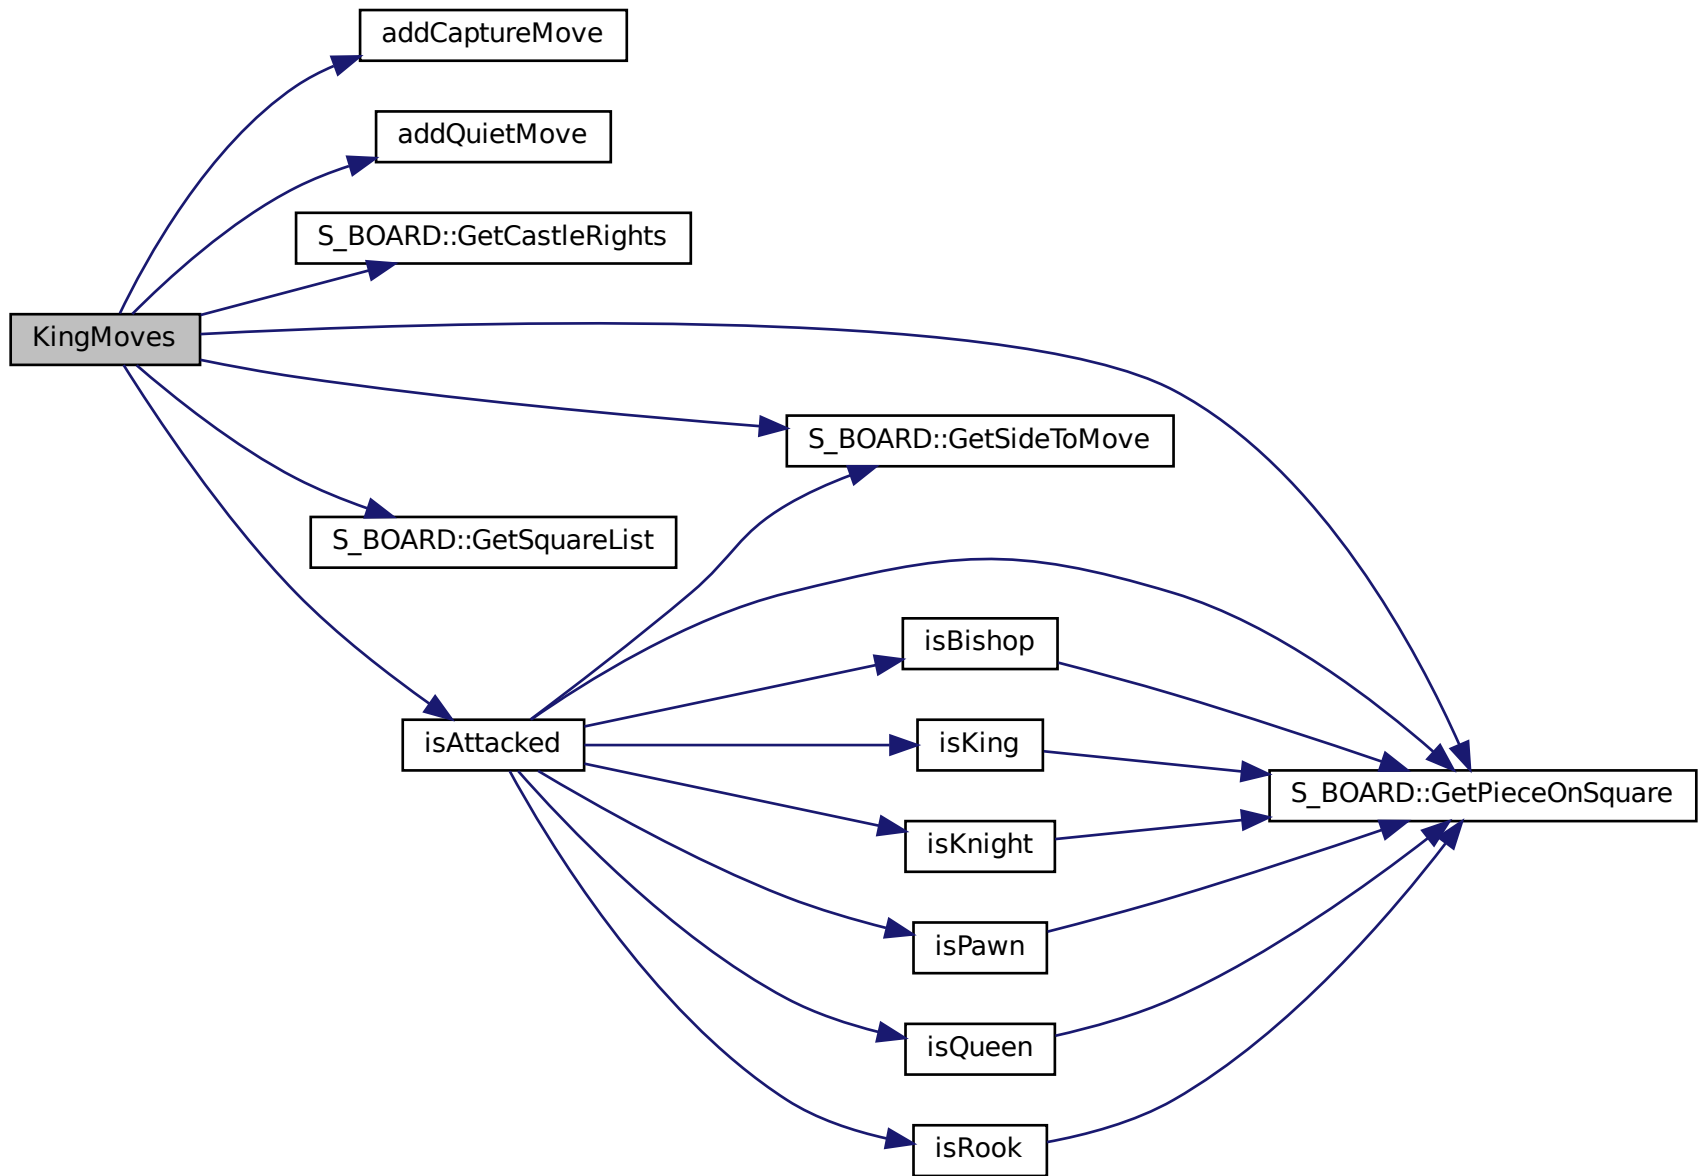 addCaptureMove
addQuietMove
S_BOARD::GetCastleRights
KingMoves
S_BOARD::GetSideToMove
S_BOARD::GetSquareList
isBishop
isAttacked
isKing
S_BOARD::GetPieceOnSquare
isKnight
isPawn
isQueen
isRook